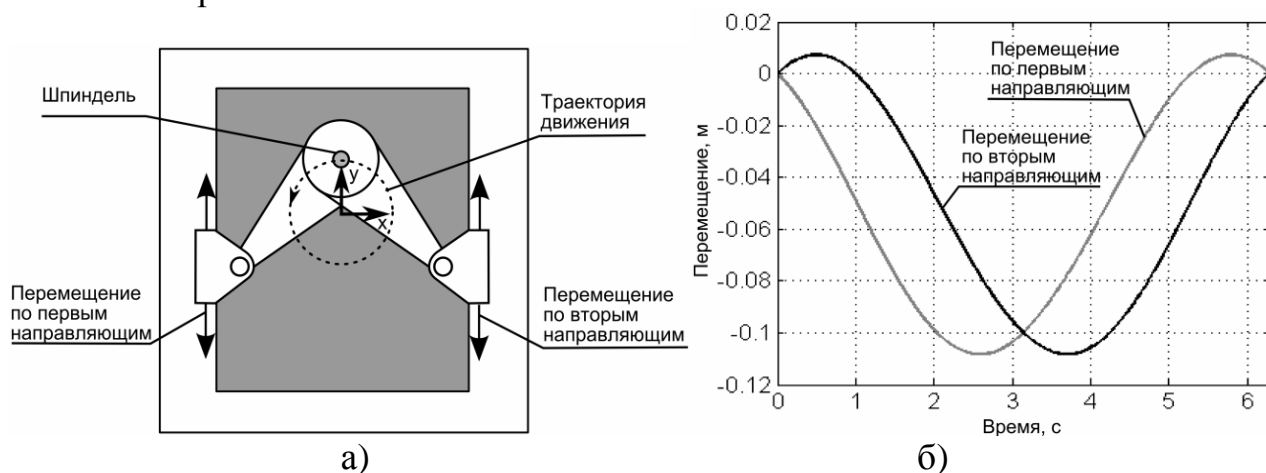 Шпиндель
Траектория
движения
y
x
Перемещение
по первым
направляющим
Перемещение
по вторым
направляющим
а)
0.02
0
-0.02
-0.04
-0.06
-0.08
-0.1
-0.12
Перемещение, м
Перемещение
по первым
направляющим
Перемещение
по вторым
направляющим
0 1 2 3 4 5 6
Время, с
б)